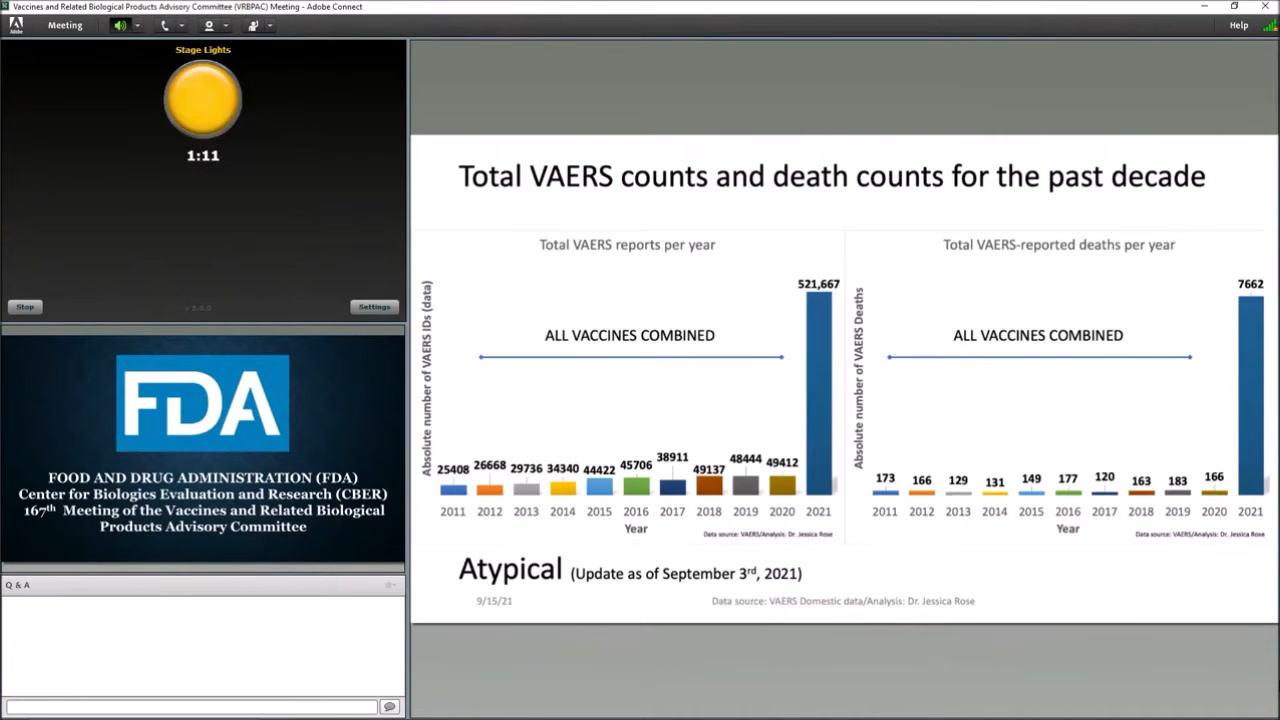 Vaccines and Related Biological Products Advisory Committee (VRBPAC) Meeting - Adobe Connect
Adobe
Meeting
Help
Stage Lights
1:11
Stop
v 3.0.0
Settings
FDA
FOOD AND DRUG ADMINISTRATION (FDA)
Center for Biologics Evaluation and Research (CBER)
167th Meeting of the Vaccines and Related Biological
Products Advisory Committee
Q & A
Total VAERS counts and death counts for the past decade
Total VAERS reports per year
Absolute number of VAERS IDs (data)
ALL VACCINES COMBINED
25408 26668 29736 34340 44422 45706 38911 49137 48444 49412 521,667
2011 2012 2013 2014 2015 2016 2017 2018 2019 2020 2021
Year
Data source: VAERS/Analysis: Dr. Jessica Rose
Total VAERS-reported deaths per year
Absolute number of VAERS Deaths
ALL VACCINES COMBINED
173 166 129 131 149 177 120 163 183 166 7662
2011 2012 2013 2014 2015 2016 2017 2018 2019 2020 2021
Year
Data source: VAERS/Analysis: Dr. Jessica Rose
Atypical (Update as of September 3rd, 2021)
9/15/21
Data source: VAERS Domestic data/Analysis: Dr. Jessica Rose